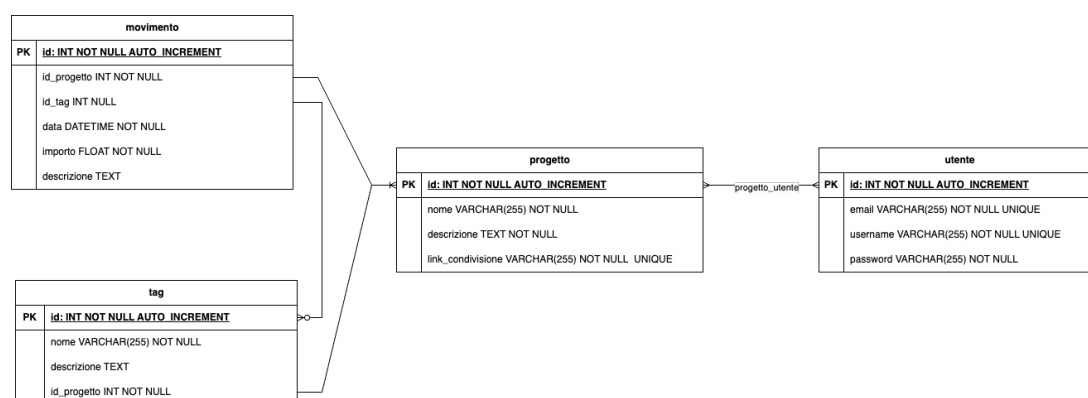 movimento
PK id: INT NOT NULL AUTO_INCREMENT
id_progetto INT NOT NULL
id_tag INT NULL
data DATETIME NOT NULL
importo FLOAT NOT NULL
descrizione TEXT
progetto
PK id: INT NOT NULL AUTO_INCREMENT
nome VARCHAR(255) NOT NULL
descrizione TEXT NOT NULL
link_condivisione VARCHAR(255) NOT NULL UNIQUE
progetto_utente
utente
PK id: INT NOT NULL AUTO_INCREMENT
email VARCHAR(255) NOT NULL UNIQUE
username VARCHAR(255) NOT NULL UNIQUE
password VARCHAR(255) NOT NULL
tag
PK id: INT NOT NULL AUTO_INCREMENT
nome VARCHAR(255) NOT NULL
descrizione TEXT
id_progetto INT NOT NULL